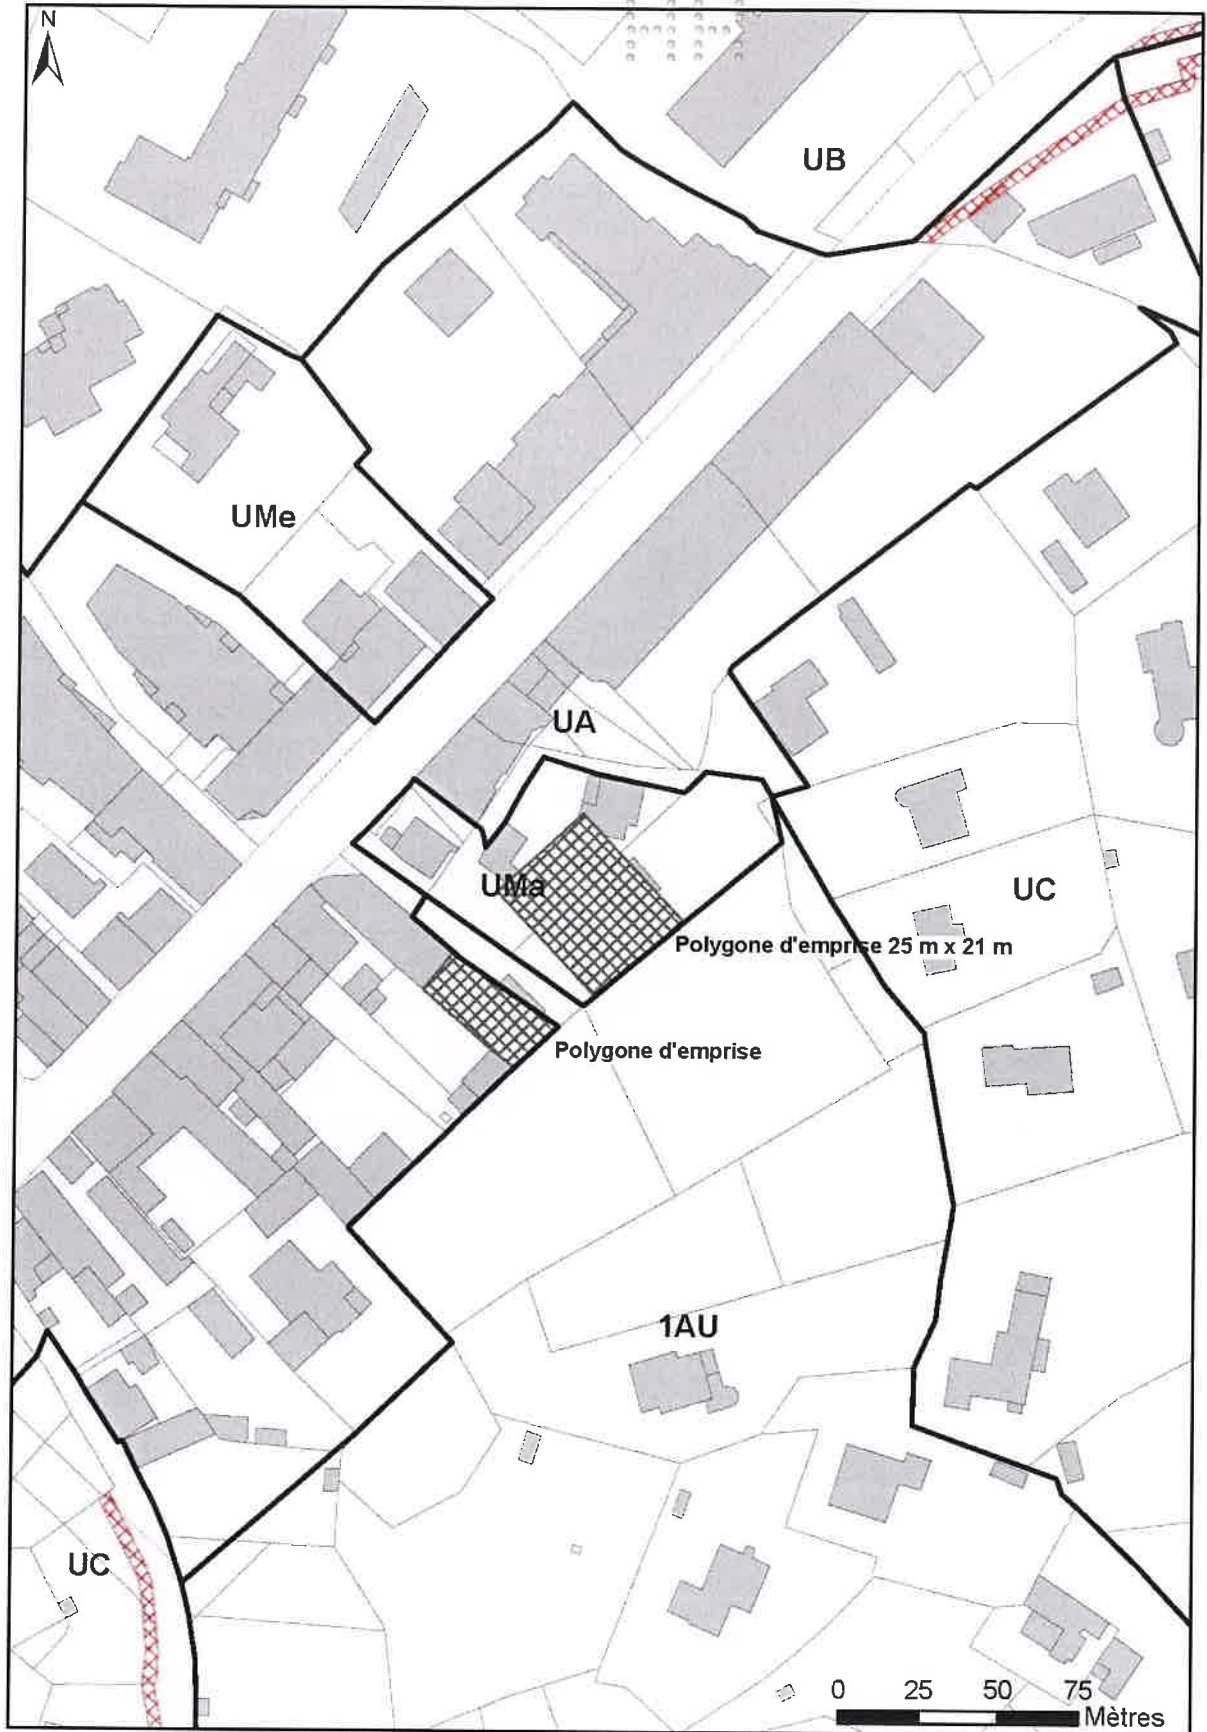 N
UB
UMe
UA
UMa
UC
Polygone d'emprise 25 m x 21 m
Polygone d'emprise
1AU
UC
0 25 50 75
Mètres